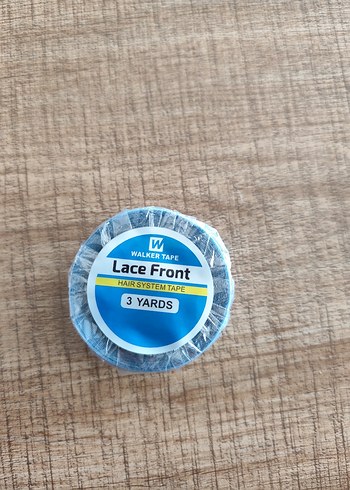 W
WALKER TAPE
Lace Front
HAIR SYSTEM TAPE
3 YARDS